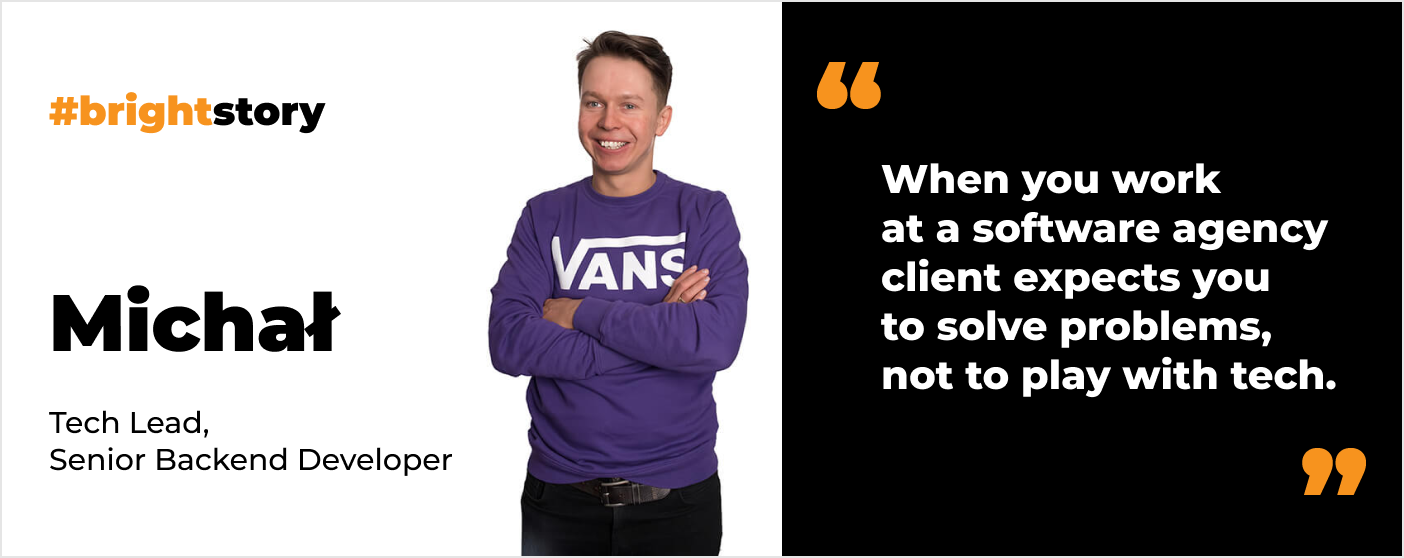 #brightstory
Michał
Tech Lead,
Senior Backend Developer
VANS
“
When you work
at a software agency
client expects you
to solve problems,
not to play with tech.
”